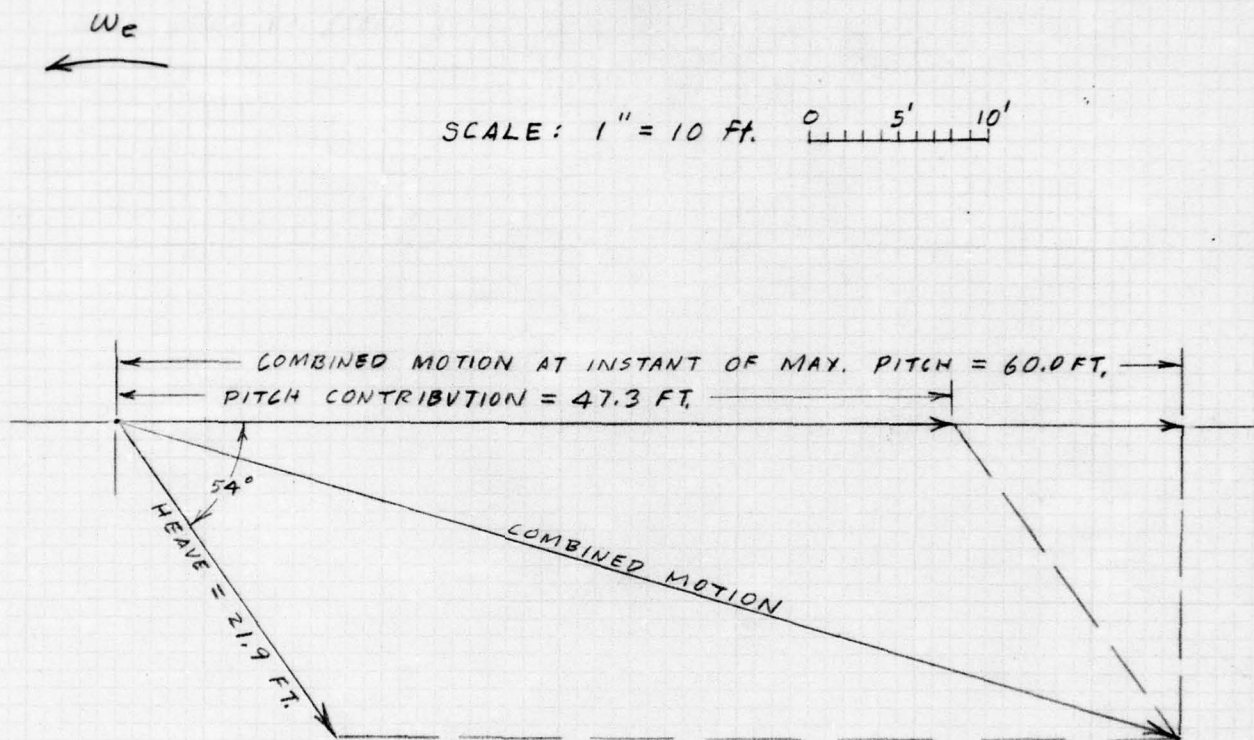 ωe
SCALE: 1" = 10 Ft.
0 5' 10'
COMBINED MOTION AT INSTANT OF MAX. PITCH = 60.0 FT.
PITCH CONTRIBUTION = 47.3 FT.
54°
HEAVE = 21.9 FT.
COMBINED MOTION